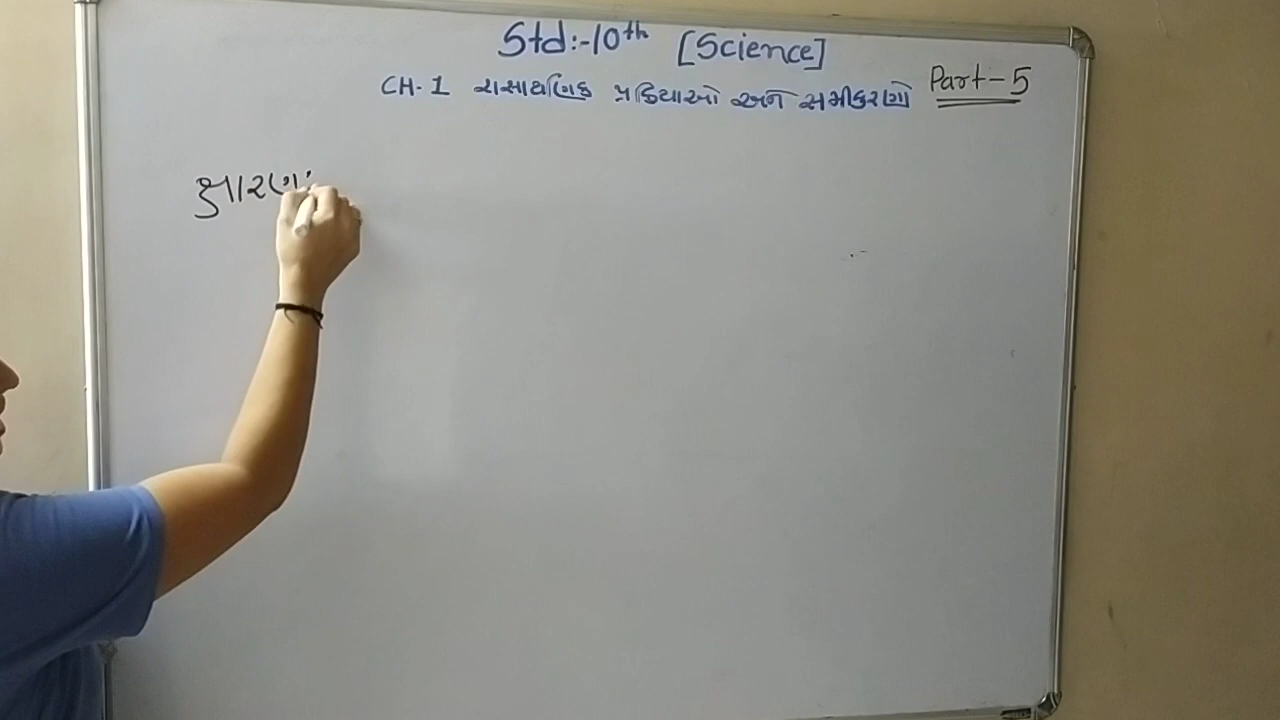 Std:-10th [Science]
CH-1 રાસાયણિક પ્રક્રિયાઓ અને સમીકરણો Part-5
ક્ષારણ: